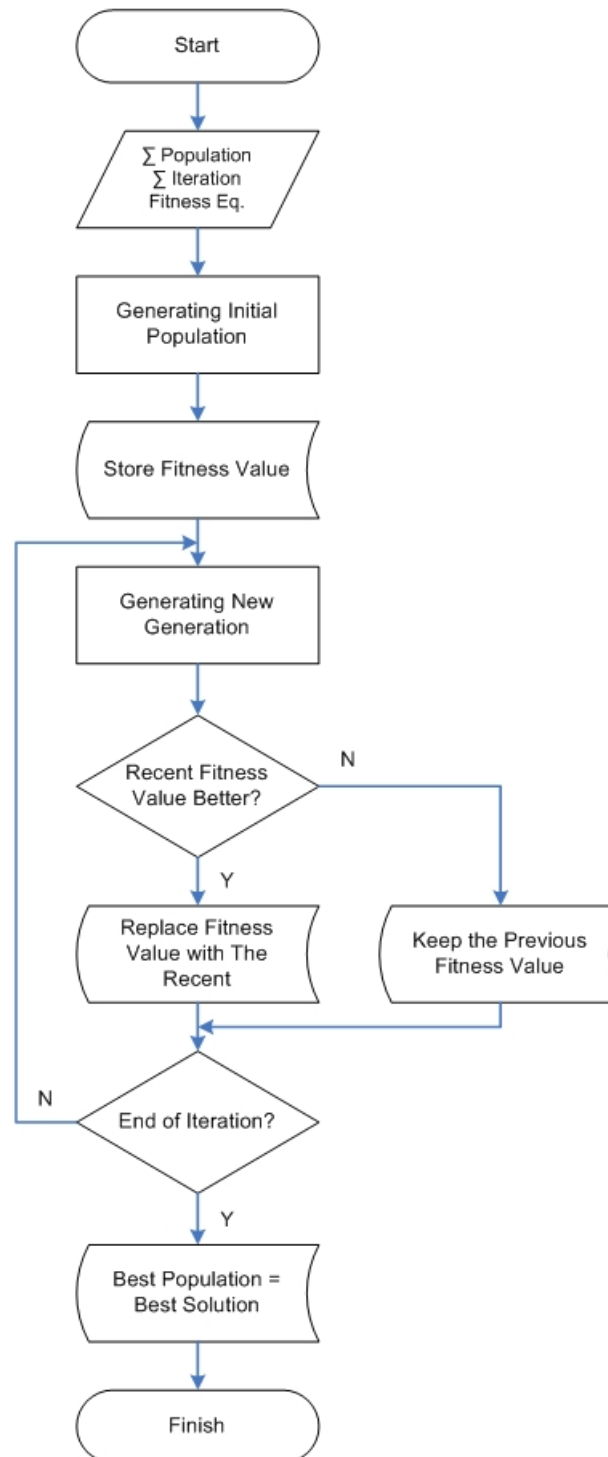 Start
∑ Population
∑ Iteration
Fitness Eq.
Generating Initial
Population
Store Fitness Value
Generating New
Generation
Recent Fitness
Value Better?
N
Y
Replace Fitness
Value with The
Recent
Keep the Previous
Fitness Value
N
End of Iteration?
Y
Best Population =
Best Solution
Finish